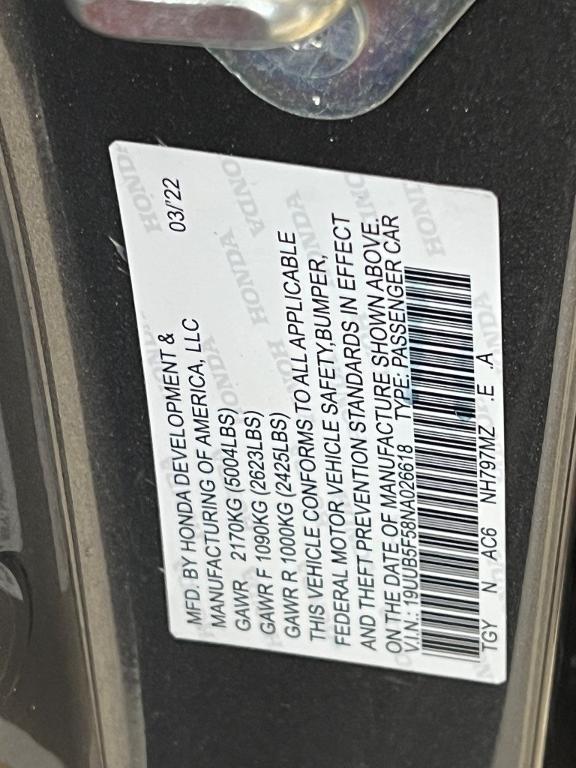 MFD. BY HONDA DEVELOPMENT &
MANUFACTURING OF AMERICA, LLC 03/'22
GAWR 2170KG (5004LBS)
GAWR F 1090KG (2623LBS)
GAWR R 1000KG (2425LBS)
THIS VEHICLE CONFORMS TO ALL APPLICABLE
FEDERAL MOTOR VEHICLE SAFETY,BUMPER,
AND THEFT PREVENTION STANDARDS IN EFFECT
ON THE DATE OF MANUFACTURE SHOWN ABOVE.
V.I.N.: 19UUB5F58NA026618 TYPE: PASSENGER CAR
TGY N AC6 NH797MZ .E .A